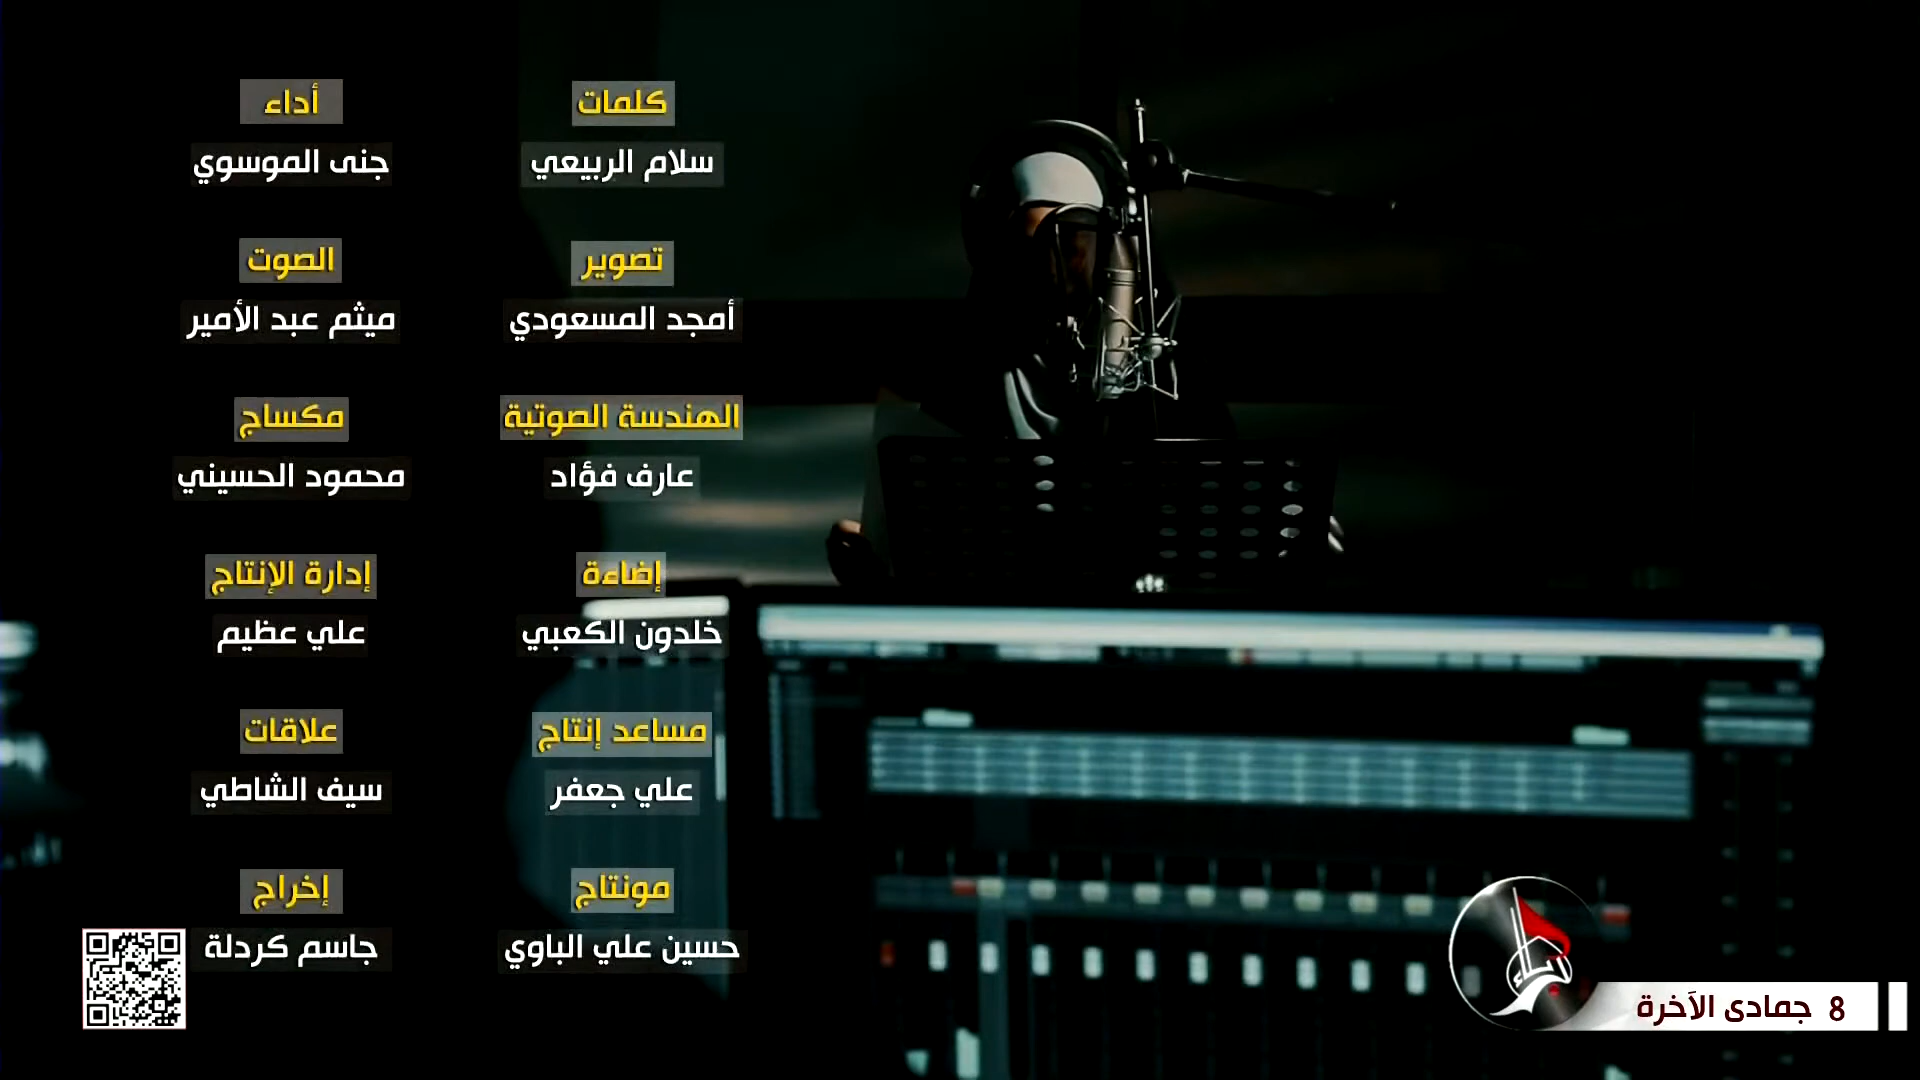 كلمات
سلام الربيعي
أداء
جنى الموسوي
تصوير
أمجد المسعودي
الصوت
ميثم عبد الأمير
الهندسة الصوتية
عارف فؤاد
مكساج
محمود الحسيني
إضاءة
خلدون الكعبي
إدارة الإنتاج
علي عظيم
مساعد إنتاج
علي جعفر
علاقات
سيف الشاطي
مونتاج
حسين علي الباوي
إخراج
جاسم كردلة
8 جمادى الآخرة